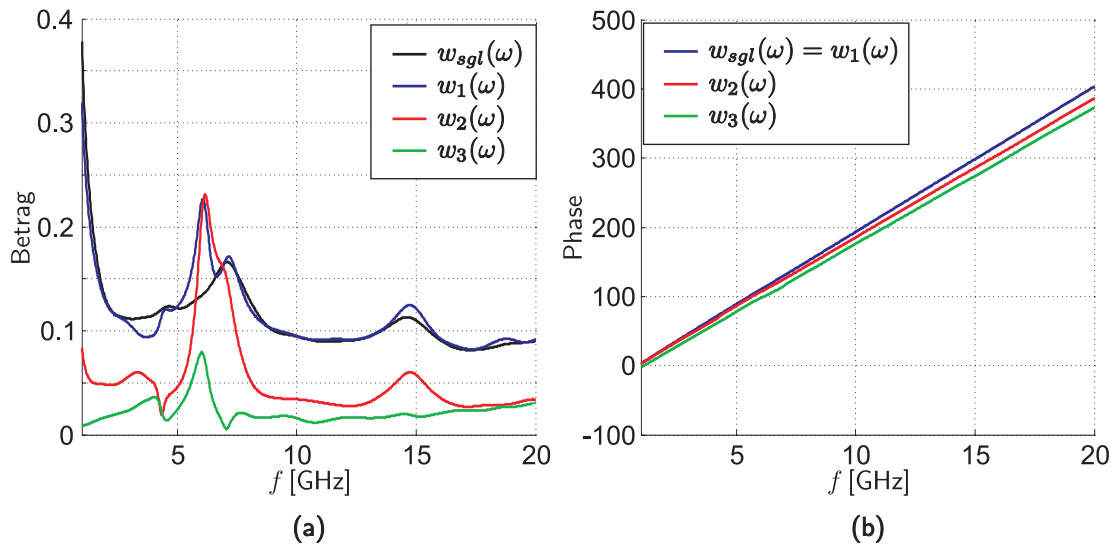 0.4
0.3
0.2
0.1
0
Betrag
5
10
15
20
f [GHz]
w_sgl(ω)
w_1(ω)
w_2(ω)
w_3(ω)
(a)
500
400
300
200
100
0
-100
Phase
5
10
15
20
f [GHz]
w_sgl(ω) = w_1(ω)
w_2(ω)
w_3(ω)
(b)